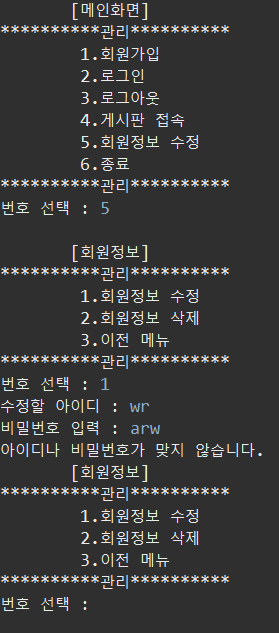 [메인화면]
**********관리**********
1.회원가입
2.로그인
3.로그아웃
4.게시판 접속
5.회원정보 수정
6.종료
**********관리**********
번호 선택 : 5
[회원정보]
**********관리**********
1.회원정보 수정
2.회원정보 삭제
3.이전 메뉴
**********관리**********
번호 선택 : 1
수정할 아이디 : wr
비밀번호 입력 : arw
아이디나 비밀번호가 맞지 않습니다.
[회원정보]
**********관리**********
1.회원정보 수정
2.회원정보 삭제
3.이전 메뉴
**********관리**********
번호 선택 :